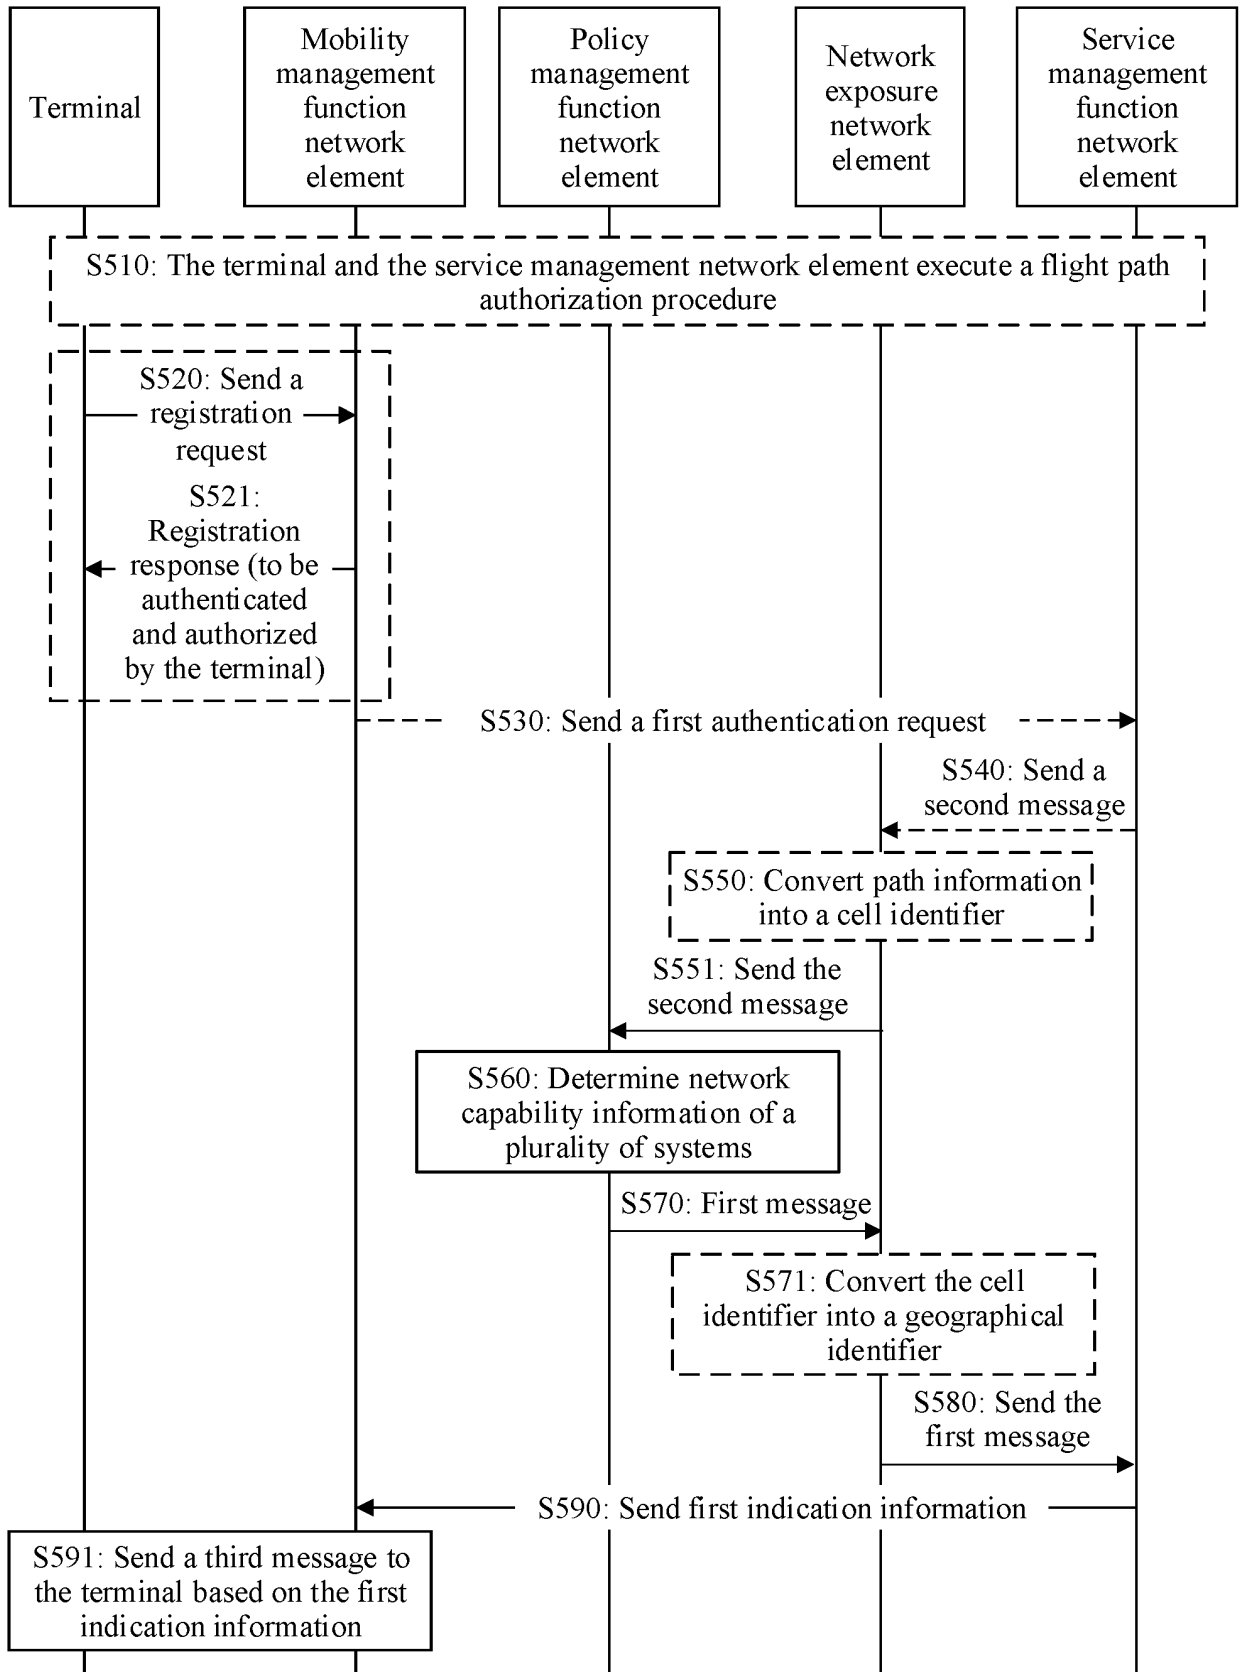 Terminal
Mobility
management
function
network
element
Policy
management
function
network
element
Network
exposure
network
element
Service
management
function
network
element
S510: The terminal and the service management network element execute a flight path
authorization procedure
S520: Send a
registration
request
S521:
Registration
response (to be
authenticated
and authorized
by the terminal)
S530: Send a first authentication request
S540: Send a
second message
S550: Convert path information
into a cell identifier
S551: Send the
second message
S560: Determine network
capability information of a
plurality of systems
S570: First message
S571: Convert the cell
identifier into a geographical
identifier
S580: Send the
first message
S590: Send first indication information
S591: Send a third message to
the terminal based on the first
indication information